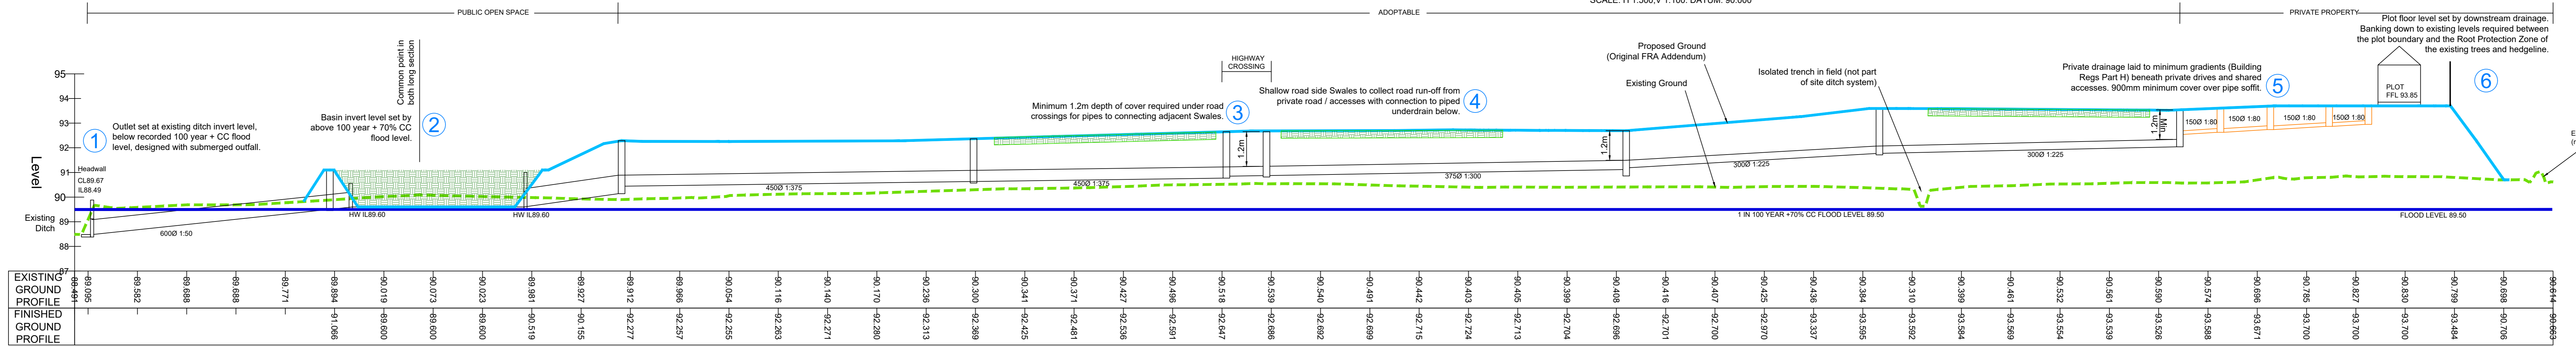 SCALE: H 1:500,V 1:100. DATUM: 90.000
PUBLIC OPEN SPACE
ADOPTABLE
PRIVATE PROPERTY
Plot floor level set by downstream drainage.
Banking down to existing levels required between
the plot boundary and the Root Protection Zone of
the existing trees and hedgeline.
Common point in
both long section
HIGHWAY
CROSSING
Proposed Ground
(Original FRA Addendum)
Existing Ground
Isolated trench in field (not part
of site ditch system)
Private drainage laid to minimum gradients (Building
Regs Part H) beneath private drives and shared
accesses. 900mm minimum cover over pipe soffit.
5
6
PLOT
FFL 93.85
Level
95
94
93
92
91
90
89
88
87
1
Outlet set at existing ditch invert level,
below recorded 100 year + CC flood
level, designed with submerged outfall.
Basin invert level set by
above 100 year + 70% CC
flood level.
2
Minimum 1.2m depth of cover required under road
crossings for pipes to connecting adjacent Swales.
3
Shallow road side Swales to collect road run-off from
private road / accesses with connection to piped
underdrain below.
4
Headwall
CL89.67
IL88.49
Existing
Ditch
600Ø 1:50
HW IL89.60
HW IL89.60
450Ø 1:375
450Ø 1:375
1.2m
375Ø 1:300
1.2m
300Ø 1:225
300Ø 1:225
1.2m
Min
150Ø 1:80
150Ø 1:80
150Ø 1:80
150Ø 1:80
1 IN 100 YEAR +70% CC FLOOD LEVEL 89.50
FLOOD LEVEL 89.50
EXISTING
GROUND
PROFILE
88.491
89.095
89.582
89.688
89.688
89.771
89.894
90.019
90.073
90.023
89.981
89.927
89.912
89.966
90.054
90.116
90.140
90.170
90.236
90.300
90.341
90.371
90.427
90.496
90.518
90.539
90.540
90.491
90.442
90.403
90.405
90.399
90.408
90.416
90.407
90.425
90.436
90.384
90.310
90.399
90.461
90.532
90.561
90.590
90.574
90.696
90.785
90.827
90.830
90.799
90.698
90.614
FINISHED
GROUND
PROFILE
91.066
89.600
89.600
89.600
90.519
90.155
92.277
92.257
92.255
92.263
92.271
92.280
92.313
92.369
92.425
92.481
92.536
92.591
92.647
92.686
92.692
92.699
92.715
92.724
92.713
92.704
92.696
92.701
92.700
92.970
93.337
93.595
93.592
93.584
93.569
93.554
93.539
93.526
93.588
93.671
93.700
93.700
93.700
93.484
90.706
90.663